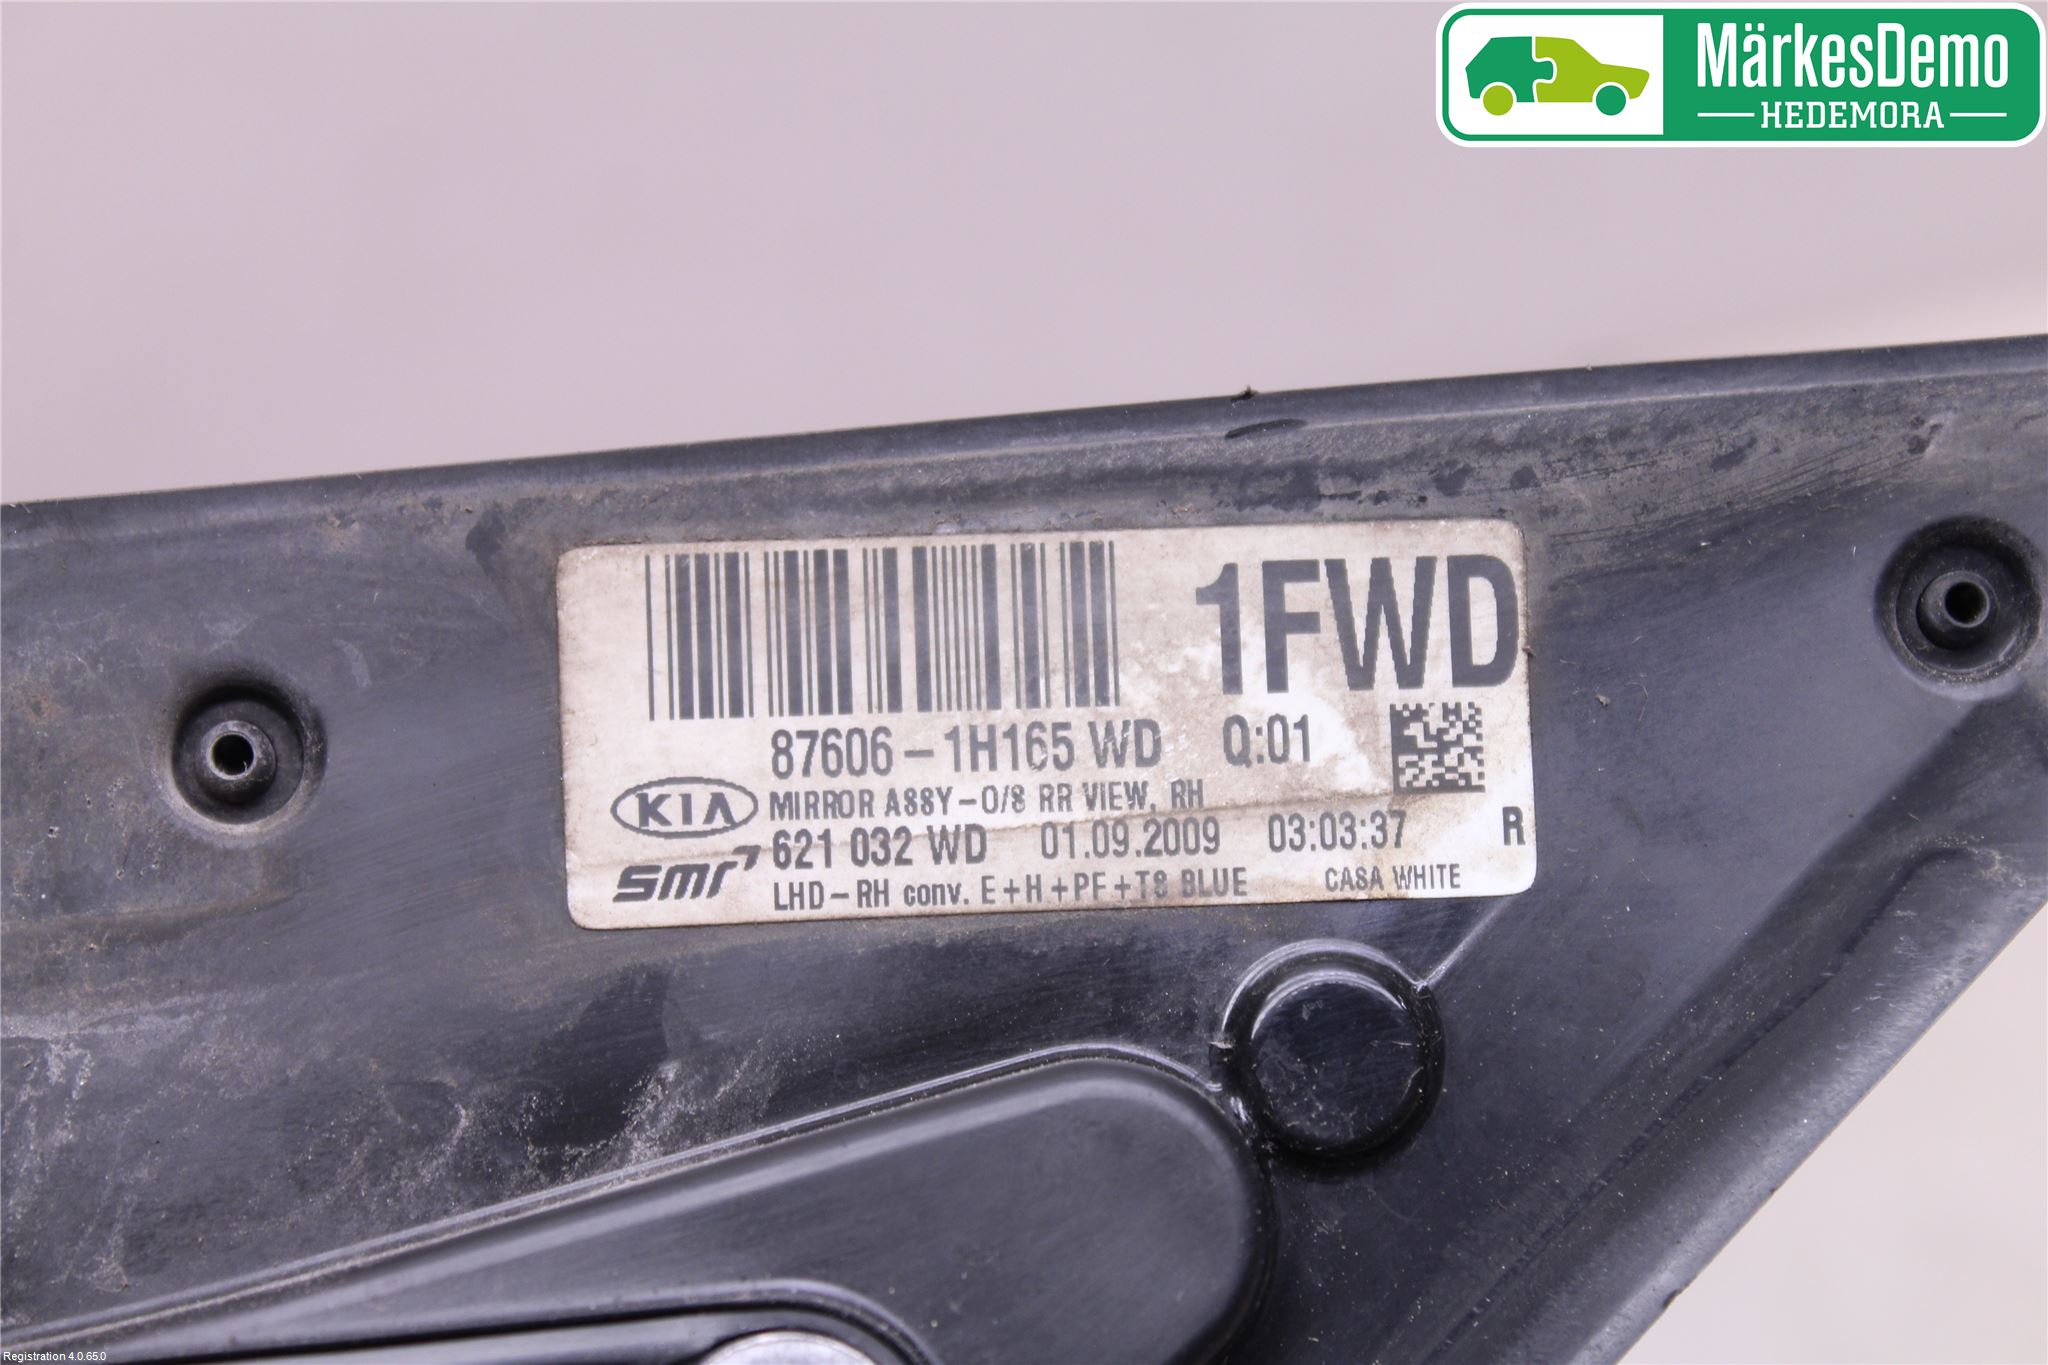 MärkesDemo
HEDEMORA
1FWD
87606-1H165 WD Q:01
KIA MIRROR ASSY-O/S RR VIEW, RH
621 032 WD 01.09.2009 03:03:37 R
smr LHD-RH conv. E+H+PF+TS BLUE CASA WHITE
Registration 4.0.65.0